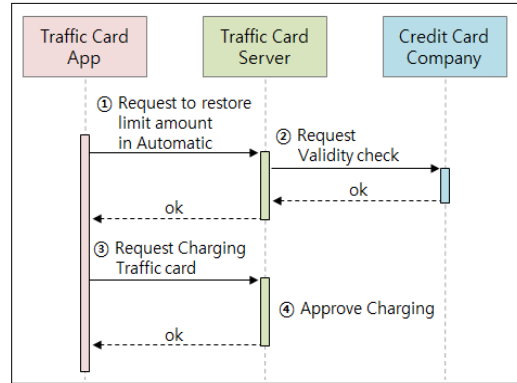 Traffic Card
App
Traffic Card
Server
Credit Card
Company
① Request to restore
limit amount
in Automatic
② Request
Validity check
ok
ok
③ Request Charging
Traffic card
④ Approve Charging
ok